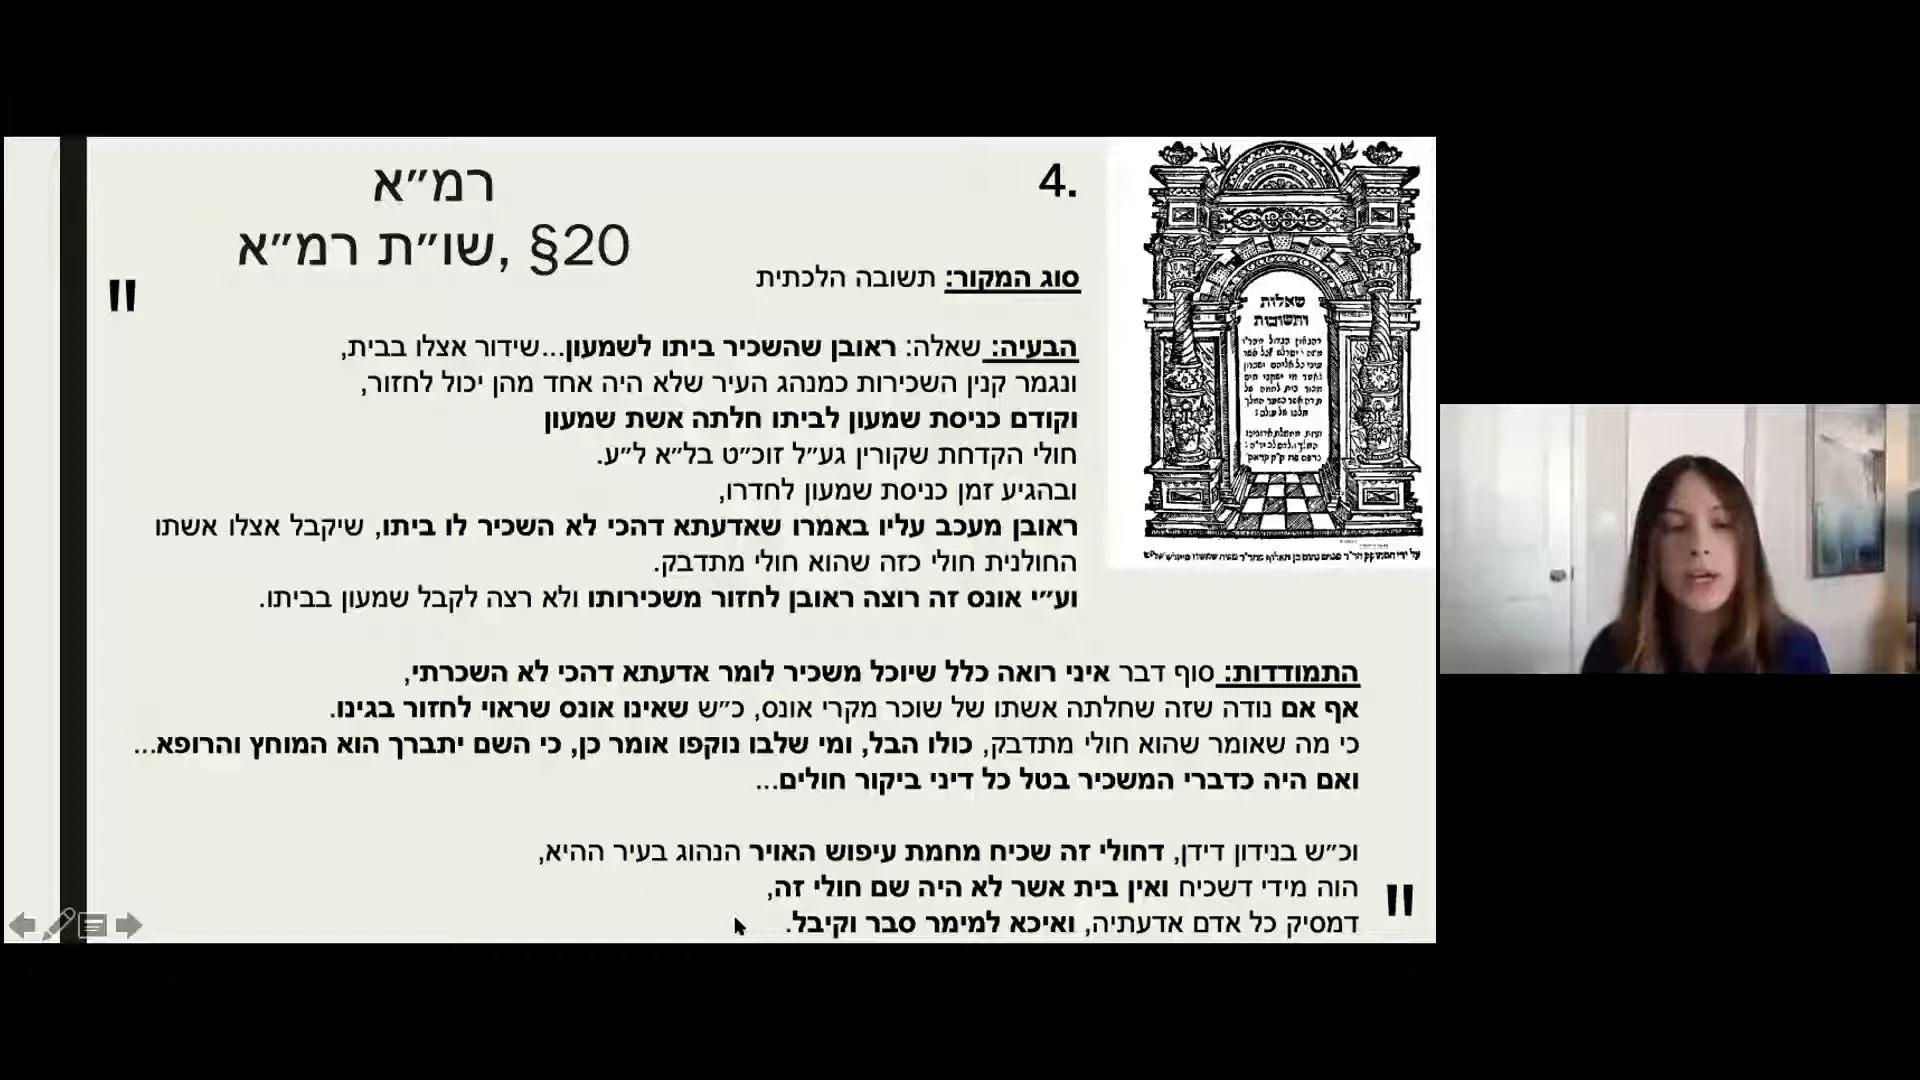 רמ״א
שו״ת רמ״א, §20
4.
סוג המקור: תשובה הלכתית
"
הבעיה: שאלה: ראובן שהשכיר ביתו לשמעון...שידור אצלו בבית,
ונגמר קנין השכירות כמנהג העיר שלא היה אחד מהן יכול לחזור,
וקודם כניסת שמעון לביתו חלתה אשת שמעון
חולי הקדחת שקורין גע״ל זוכ״ט בל״א ל״ע.
ובהגיע זמן כניסת שמעון לחדרו,
ראובן מעכב עליו באמרו שאדעתא דהכי לא השכיר לו ביתו, שיקבל אצלו אשתו
החולנית חולי כזה שהוא חולי מתדבק.
וע״י אונס זה רוצה ראובן לחזור משכירותו ולא רצה לקבל שמעון בביתו.
התמודדות: סוף דבר איני רואה כלל שיוכל משכיר לומר אדעתא דהכי לא השכרתי,
אף אם נודה שזה שחלתה אשתו של שוכר מקרי אונס, כ״ש שאינו אונס שראוי לחזור בגינו.
כי מה שאומר שהוא חולי מתדבק, כולו הבל, ומי שלבו נוקפו אומר כן, כי השם יתברך הוא המוחץ והרופא...
ואם היה כדברי המשכיר בטל כל דיני ביקור חולים...
וכ״ש בנידון דידן, דחולי זה שכיח מחמת עיפוש האויר הנהוג בעיר ההיא,
הוה מידי דשכיח ואין בית אשר לא היה שם חולי זה,
דמסיק כל אדם אדעתיה, ואיכא למימר סבר וקיבל.
"
שאלות
ותשובות